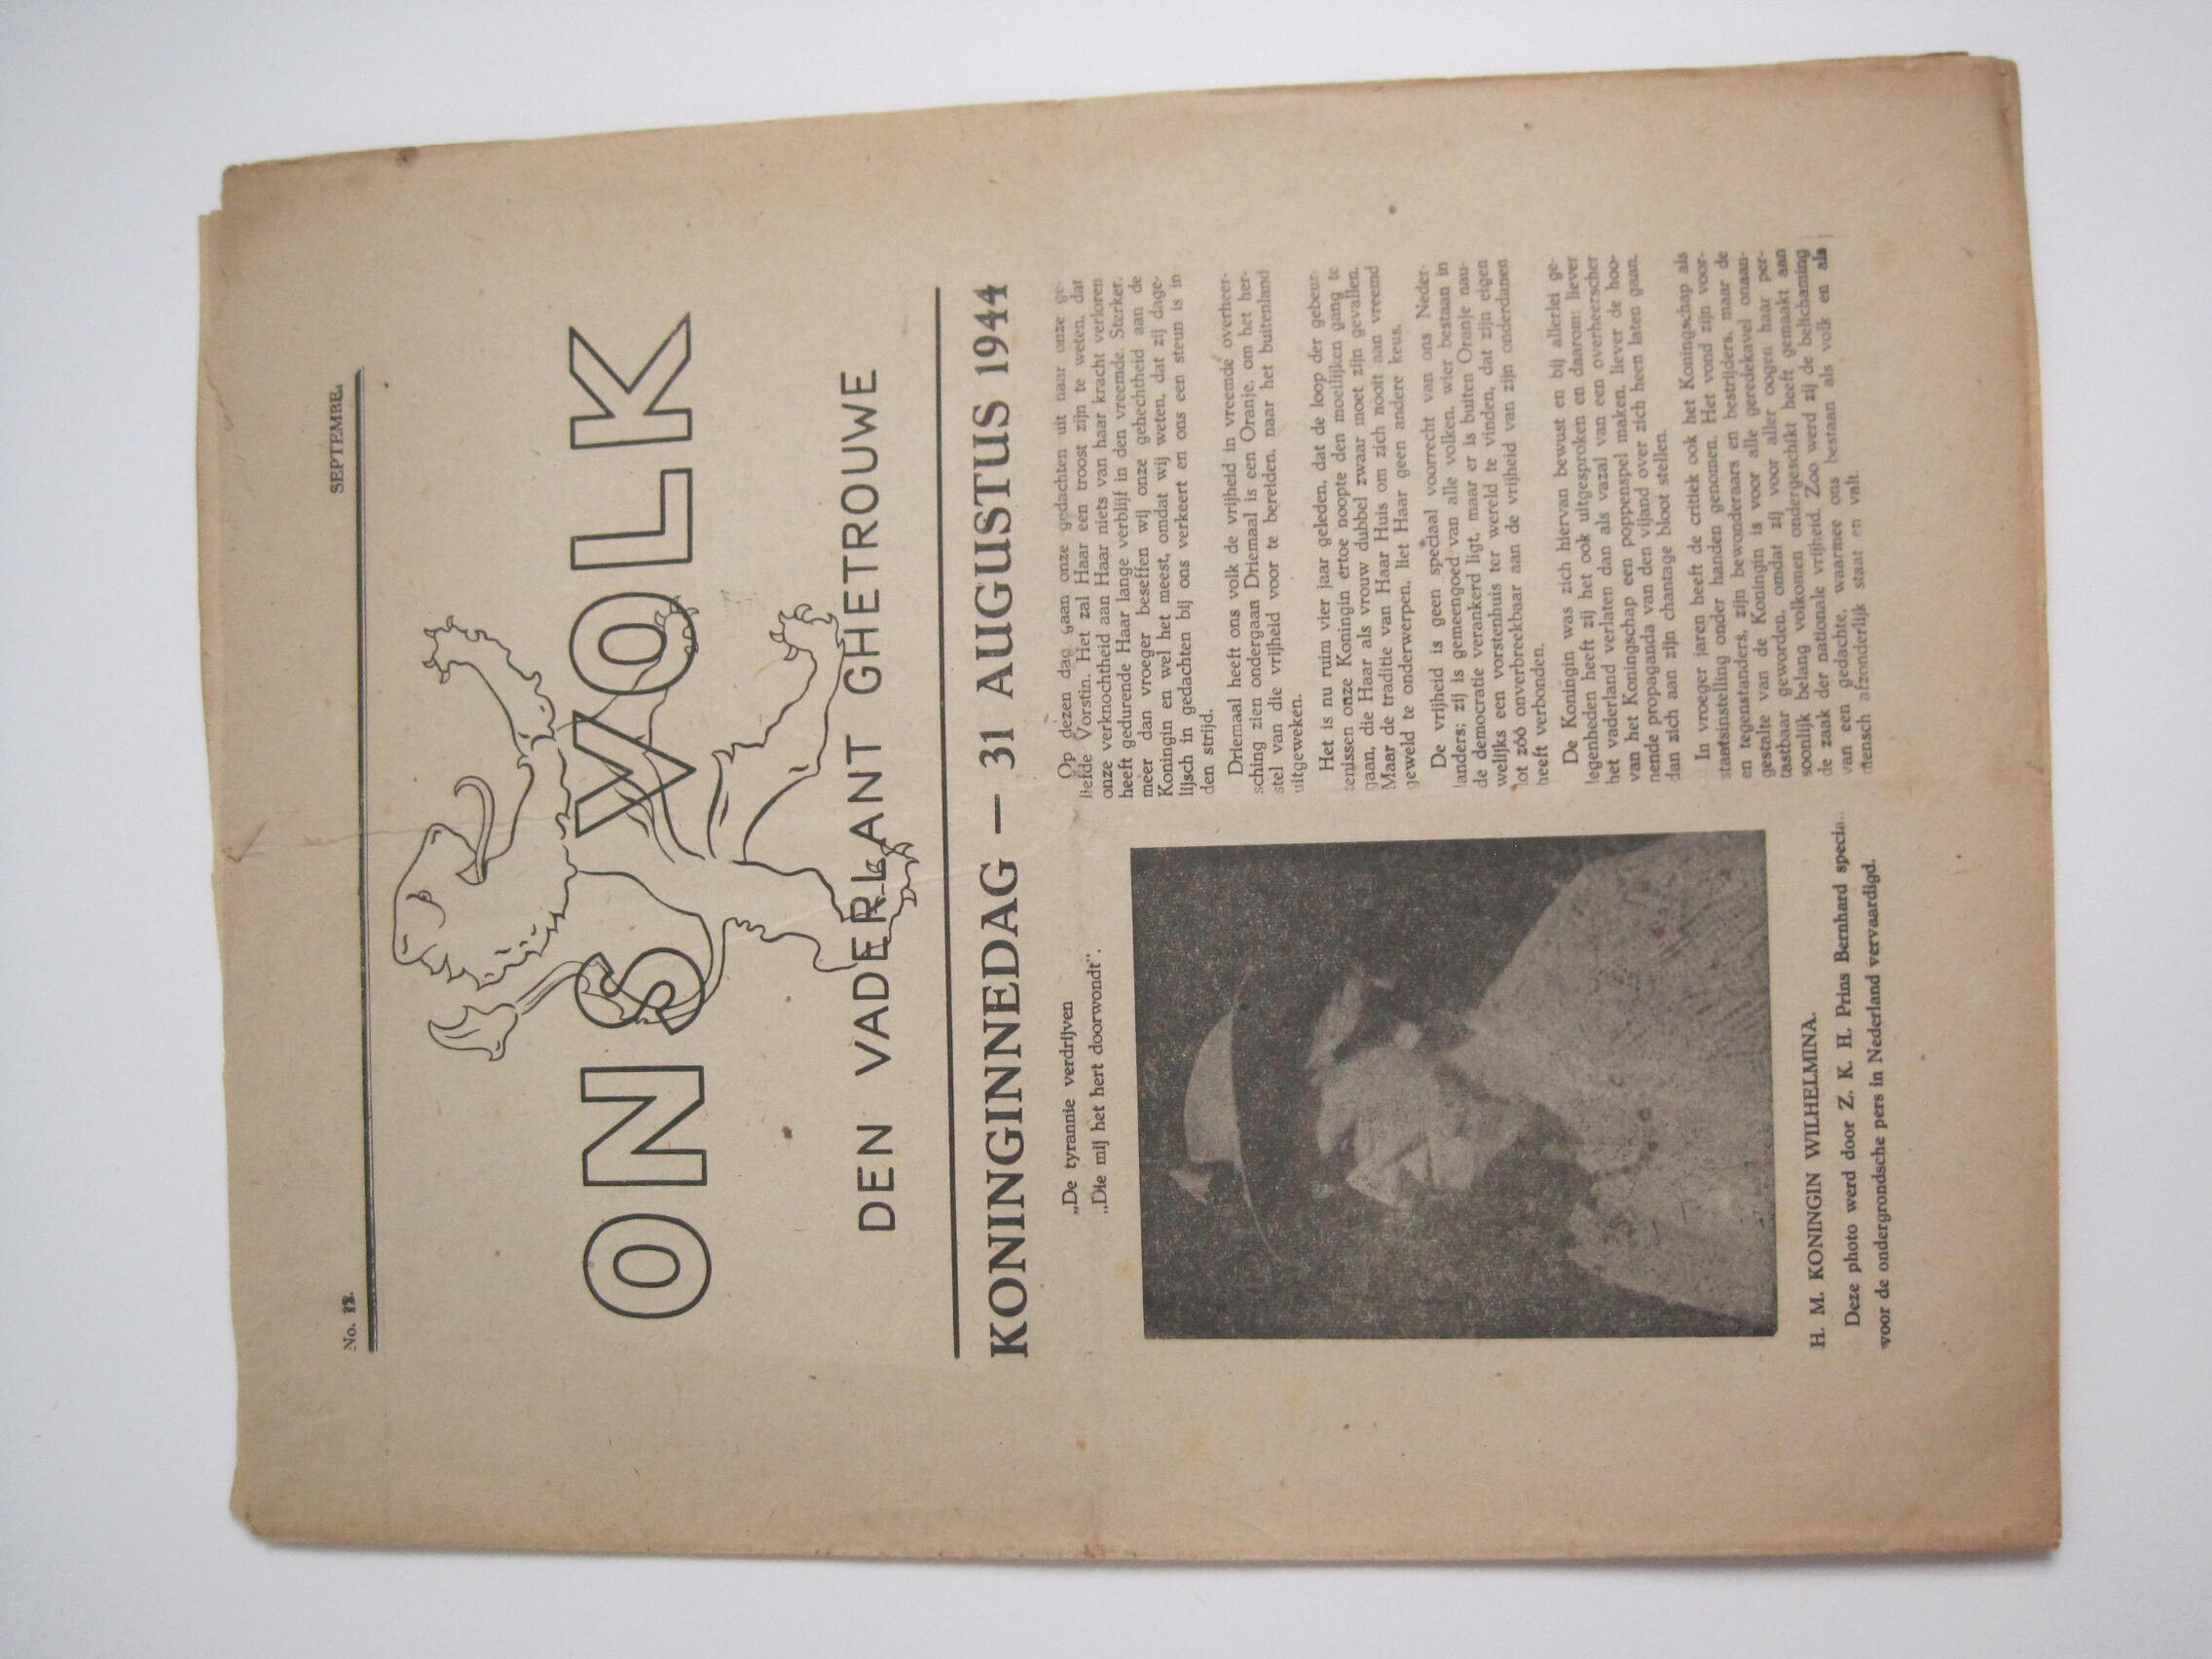 SEPTEMBE.
ONS VOLK
DEN VADERLANT GHETROUWE
KONINGINNEDAG — 31 AUGUSTUS 1944
„De tyrannie verdrijven
„Die mij het hert doorwondt".
H. M. KONINGIN WILHELMINA.
Deze photo werd door Z. K. H. Prins Bernhard specia
voor de ondergrondsche pers in Nederland vervaardigd.
Op dezen dag gaan onze gedachten uit naar onze ge-
liefde Vorstin. Het zal Haar een troost zijn te weten, dat
onze verknochtheid aan Haar niets van haar kracht verloren
heeft gedurende Haar lange verblijf in den vreemde. Sterker,
meer dan vroeger beseffen wij onze gehechtheid aan de
Koningin en wel het meest, omdat wij weten, dat zij dage-
lijsch in gedachten bij ons verkeert en ons een steun is in
den strijd.
Driemaal heeft ons volk de vrijheid in vreemde overheer-
sching zien ondergaan Driemaal is een Oranje, om het her-
stel van die vrijheid voor te bereiden, naar het buitenland
uitgeweken.
Het is nu ruim vier jaar geleden, dat de loop der gebeur-
tenissen onze Koningin ertoe noopte den moeilijken gang te
gaan, die Haar als vrouw dubbel zwaar moet zijn gevallen.
Maar de traditie van Haar Huis om zich nooit aan vreemd
geweld te onderwerpen, liet Haar geen andere keus.
De vrijheid is geen speciaal voorrecht van ons Neder-
landers; zij is gemeengoed van alle volken, wier bestaan in
de democratie verankerd ligt, maar er is buiten Oranje nau-
welijks een vorstenhuis ter wereld te vinden, dat zijn eigen
lot zóó onverbreekbaar aan de vrijheid van zijn onderdanen
heeft verbonden.
De Koningin was zich hiervan bewust en bij allerlei ge-
legenheden heeft zij het ook uitgesproken en daarom: liever
het vaderland verlaten dan als vazal van een overheerscher
van het Koningschap een poppenspel maken, liever de hoo-
nende propaganda van den vijand over zich heen laten gaan,
dan zich aan zijn chantage bloot stellen.
In vroeger jaren heeft de critiek ook het Koningschap als
staatsinstelling onder handen genomen. Het vond zijn voor-
en tegenstanders, zijn bewonderaars en bestrijders, maar de
gestalte van de Koningin is voor alle geredekavel onaan-
tastbaar geworden, omdat zij voor aller oogen haar per-
soonlijk belang volkomen ondergeschikt heeft gemaakt aan
de zaak der nationale vrijheid. Zoo werd zij de belichaming
van een gedachte, waarmee ons bestaan als volk en als
mensch afzonderlijk staat en valt.